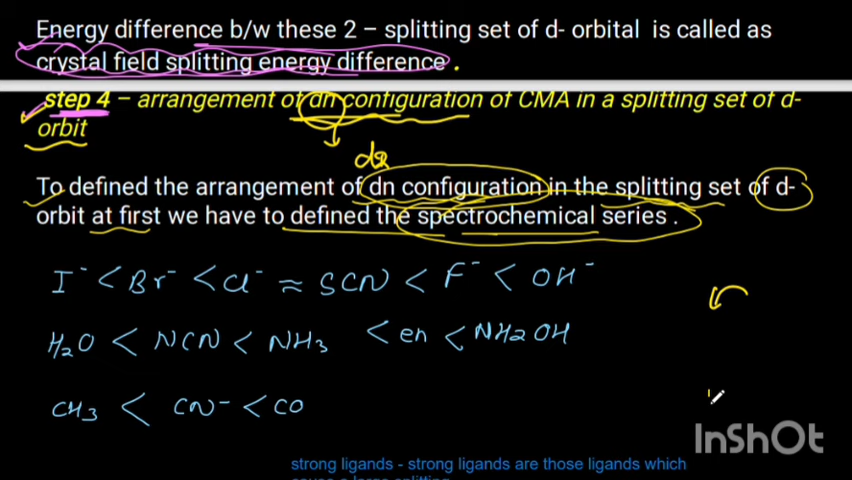 Energy difference b/w these 2 – splitting set of d- orbital is called as
crystal field splitting energy difference .
step 4 – arrangement of dn configuration of CMA in a splitting set of d-
orbit
dn
To defined the arrangement of dn configuration in the splitting set of d-
orbit at first we have to defined the spectrochemical series .
I⁻ < Br⁻ < Cl⁻ ≈ SCN < F⁻ < OH⁻
H₂O < NCN < NH₃ < en < NH₂OH
CH₃ < CN⁻ < CO
InShOt
strong ligands - strong ligands are those ligands which